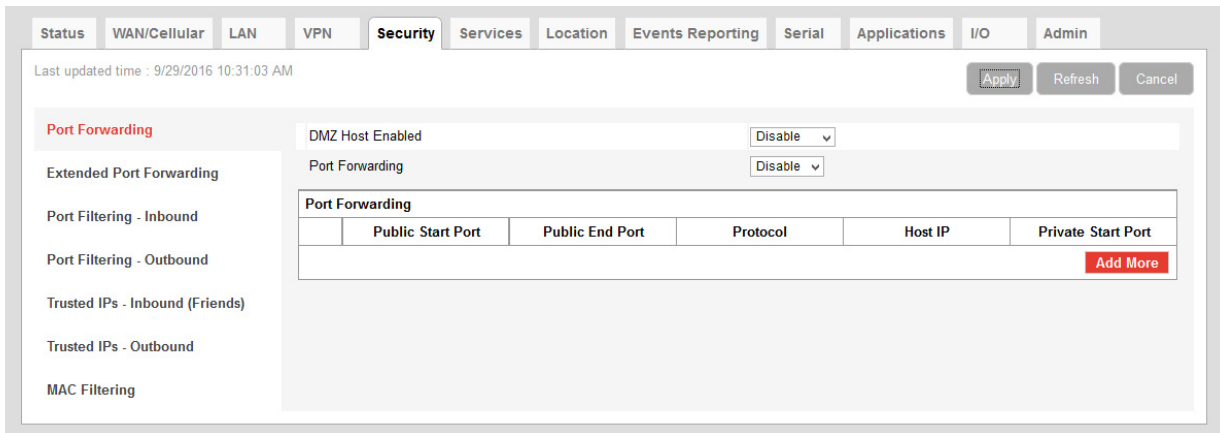 Status WAN/Cellular LAN VPN Security Services Location Events Reporting Serial Applications I/O Admin
Last updated time : 9/29/2016 10:31:03 AM
Apply Refresh Cancel
Port Forwarding
Extended Port Forwarding
Port Filtering - Inbound
Port Filtering - Outbound
Trusted IPs - Inbound (Friends)
Trusted IPs - Outbound
MAC Filtering
DMZ Host Enabled Disable
Port Forwarding Disable
Port Forwarding
Public Start Port Public End Port Protocol Host IP Private Start Port
Add More